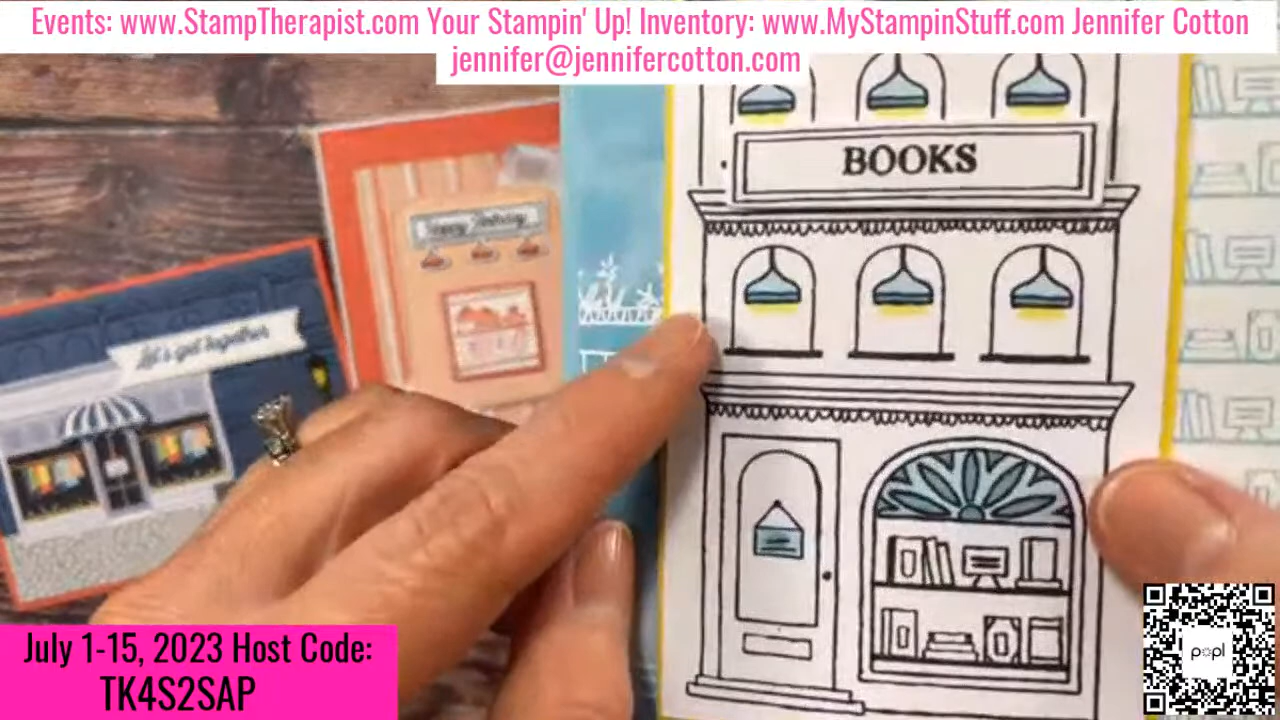 Events: www.StampTherapist.com Your Stampin' Up! Inventory: www.MyStampinStuff.com Jennifer Cotton
jennifer@jennifercotton.com
BOOKS
Happy Birthday
Let's get together
July 1-15, 2023 Host Code:
TK4S2SAP
popl